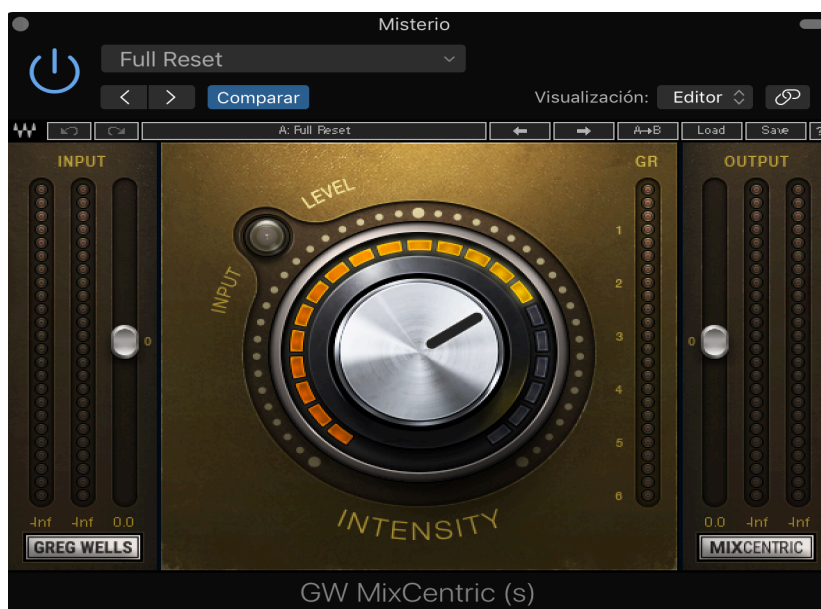 Misterio
Full Reset
Comparar
Visualización: Editor
A: Full Reset
A→B Load Save ?
INPUT
LEVEL
INPUT
GR
OUTPUT
1
2
0
3
0
4
5
6
-Inf -Inf 0.0
INTENSITY
0.0 -Inf -Inf
GREG WELLS
MIXCENTRIC
GW MixCentric (s)